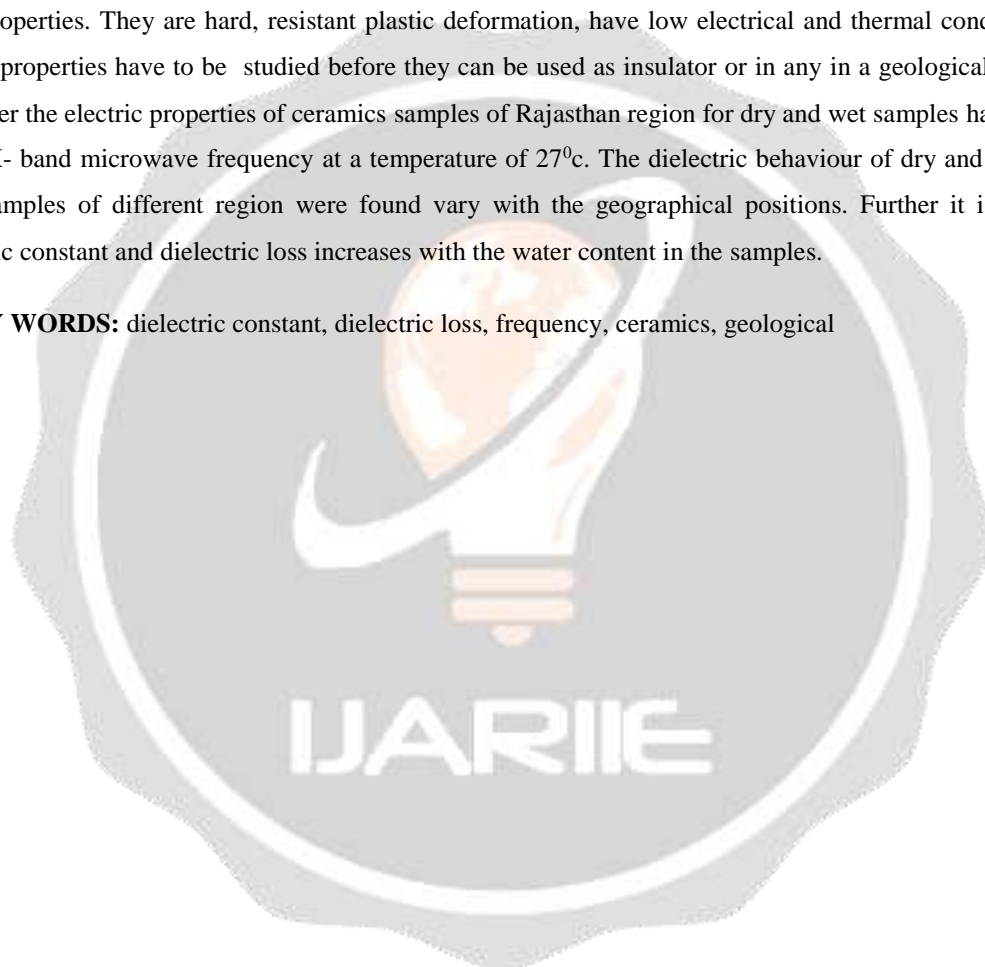 operties. They are hard, resistant plastic deformation, have low electrical and thermal cond
properties have to be studied before they can be used as insulator or in any in a geological
er the electric properties of ceramics samples of Rajasthan region for dry and wet samples ha
- band microwave frequency at a temperature of 27⁰c. The dielectric behaviour of dry and
amples of different region were found vary with the geographical positions. Further it i
ic constant and dielectric loss increases with the water content in the samples.
WORDS: dielectric constant, dielectric loss, frequency, ceramics, geological
IJARIIE